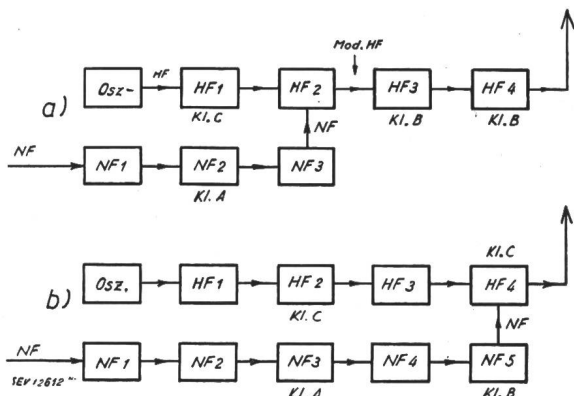 Mod. HF
a)
Osz-
HF
HF1
HF2
HF3
HF4
Kl. C
Kl. B
Kl. B
NF
NF
NF1
NF2
NF3
Kl. A
Kl. C
b)
Osz.
HF1
HF2
HF3
HF4
Kl. C
NF
NF
NF1
NF2
NF3
NF4
NF5
SEV 12612
Kl. A
Kl. B